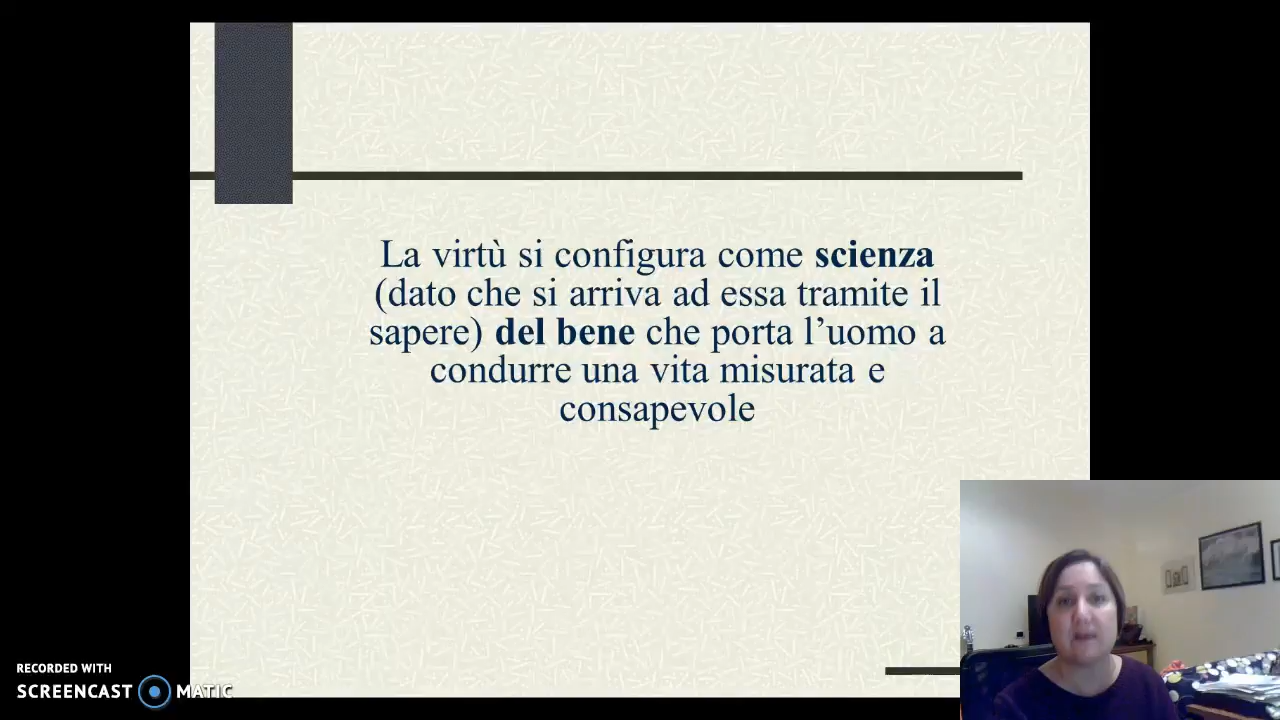 La virtù si configura come scienza
(dato che si arriva ad essa tramite il
sapere) del bene che porta l’uomo a
condurre una vita misurata e
consapevole
RECORDED WITH
SCREENCAST MATIC